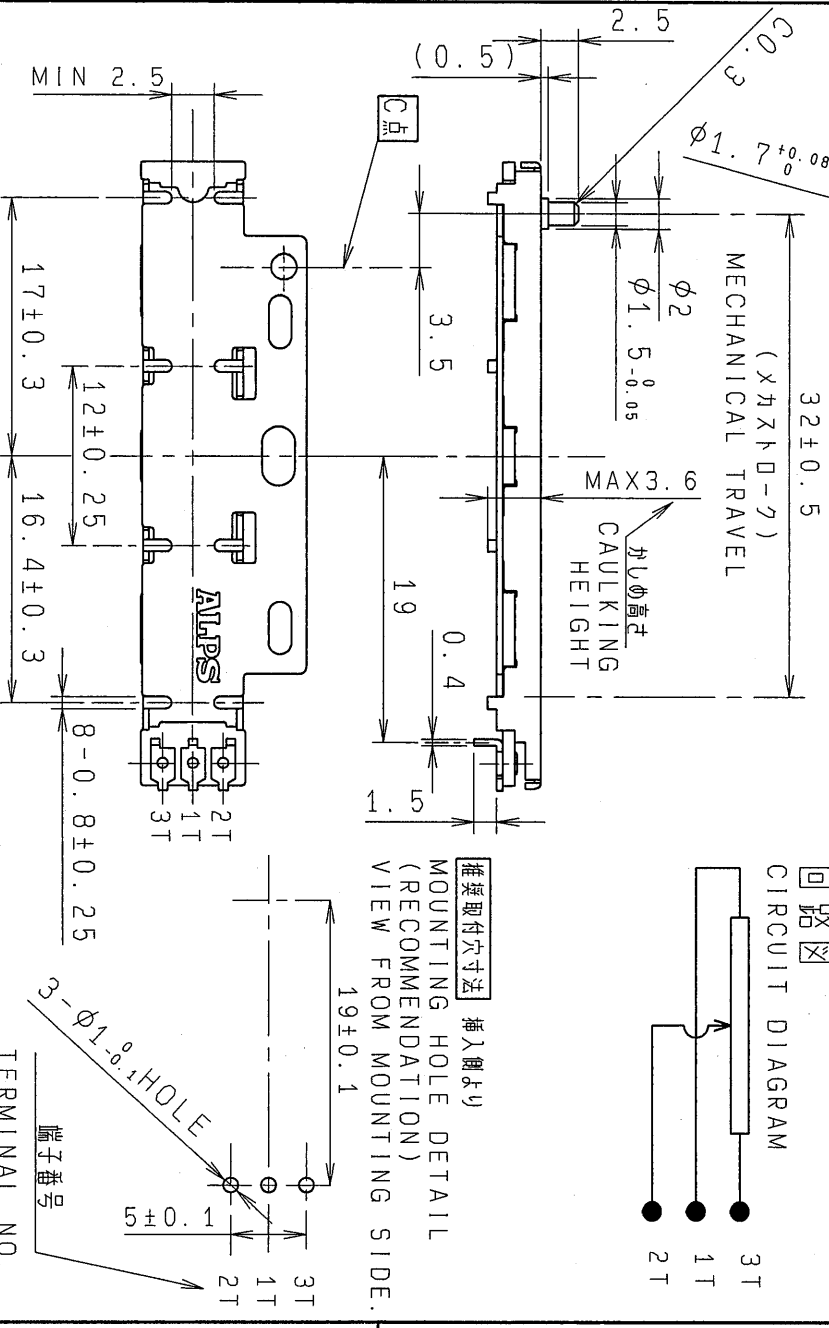 MIN 2.5
C点
(0.5)
2.5
C0.3
φ1.7 +0.08 0
φ2
φ1.5 0 -0.05
32±0.5
(メカストローク)
MECHANICAL TRAVEL
3.5
MAX3.6
かしめ高さ
CAULKING
HEIGHT
17±0.3
12±0.25
16.4±0.3
19
0.4
1.5
ALPS
8-0.8±0.25
2T
1T
3T
回路図
CIRCUIT DIAGRAM
3T
1T
2T
推奨取付穴寸法 挿入側より
MOUNTING HOLE DETAIL
(RECOMMENDATION)
VIEW FROM MOUNTING SIDE.
19±0.1
3-φ1 0 -0.1 HOLE
5±0.1
3T
1T
2T
端子番号
TERMINAL NO